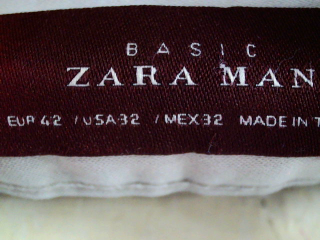 BASIC
ZARA MAN
EUR 42 / USA 32 / MEX 32 MADE IN T